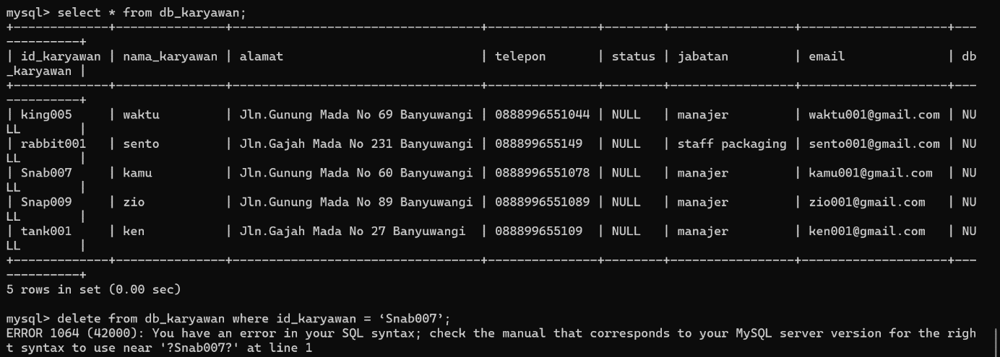 mysql> select * from db_karyawan;
+-------------+---------------+----------------------------------+---------------+--------+-----------------+--------------------+---
----------+
| id_karyawan | nama_karyawan | alamat                           | telepon       | status | jabatan         | email              | db
_karyawan |
+-------------+---------------+----------------------------------+---------------+--------+-----------------+--------------------+---
----------+
| king005     | waktu         | Jln.Gunung Mada No 69 Banyuwangi | 0888996551044 | NULL   | manajer         | waktu001@gmail.com | NU
LL        |
| rabbit001   | sento         | Jln.Gajah Mada No 231 Banyuwangi | 088899655149  | NULL   | staff packaging | sento001@gmail.com | NU
LL        |
| Snab007     | kamu          | Jln.Gunung Mada No 60 Banyuwangi | 0888996551078 | NULL   | manajer         | kamu001@gmail.com  | NU
LL        |
| Snap009     | zio           | Jln.Gunung Mada No 89 Banyuwangi | 0888996551089 | NULL   | manajer         | zio001@gmail.com   | NU
LL        |
| tank001     | ken           | Jln.Gajah Mada No 27 Banyuwangi  | 088899655109  | NULL   | manajer         | ken001@gmail.com   | NU
LL        |
+-------------+---------------+----------------------------------+---------------+--------+-----------------+--------------------+---
----------+
5 rows in set (0.00 sec)
mysql> delete from db_karyawan where id_karyawan = ‘Snab007’;
ERROR 1064 (42000): You have an error in your SQL syntax; check the manual that corresponds to your MySQL server version for the righ
t syntax to use near '?Snab007?' at line 1